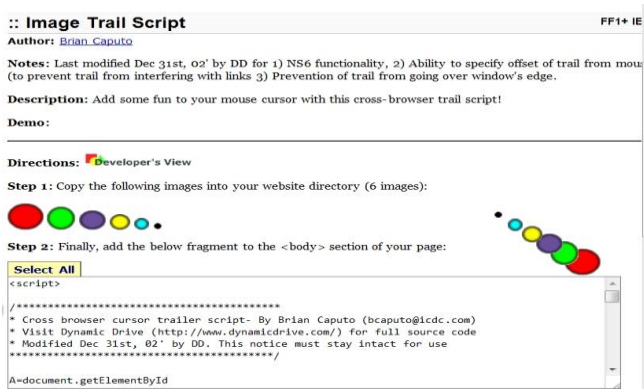 :: Image Trail Script
FF1+ IE
Author: Brian Caputo
Notes: Last modified Dec 31st, 02' by DD for 1) NS6 functionality, 2) Ability to specify offset of trail from
(to prevent trail from interfering with links 3) Prevention of trail from going over window's edge.
Description: Add some fun to your mouse cursor with this cross-browser trail script!
Demo:
Directions: Developer's View
Step 1: Copy the following images into your website directory (6 images):
Step 2: Finally, add the below fragment to the <body> section of your page:
Select All
<script>
/******************************************
* Cross browser cursor trailer script- By Brian Caputo (bcaputo@icdc.com)
* Visit Dynamic Drive (http://www.dynamicdrive.com/) for full source code
* Modified Dec 31st, 02' by DD. This notice must stay intact for use
******************************************/
A=document.getElementById